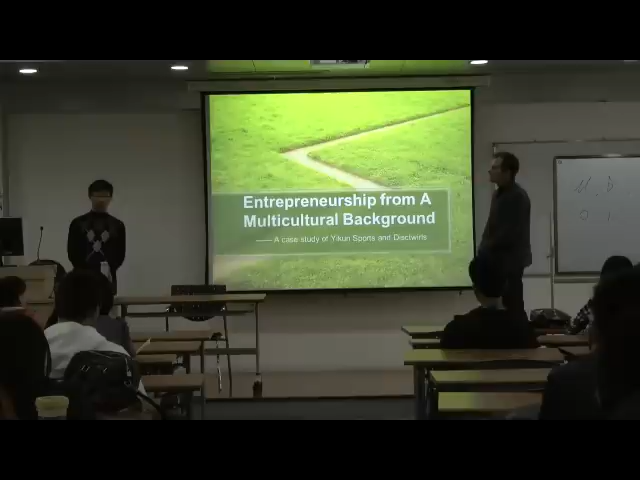 Entrepreneurship from A
Multicultural Background
—— A case study of Yikun Sports and Disctwirls